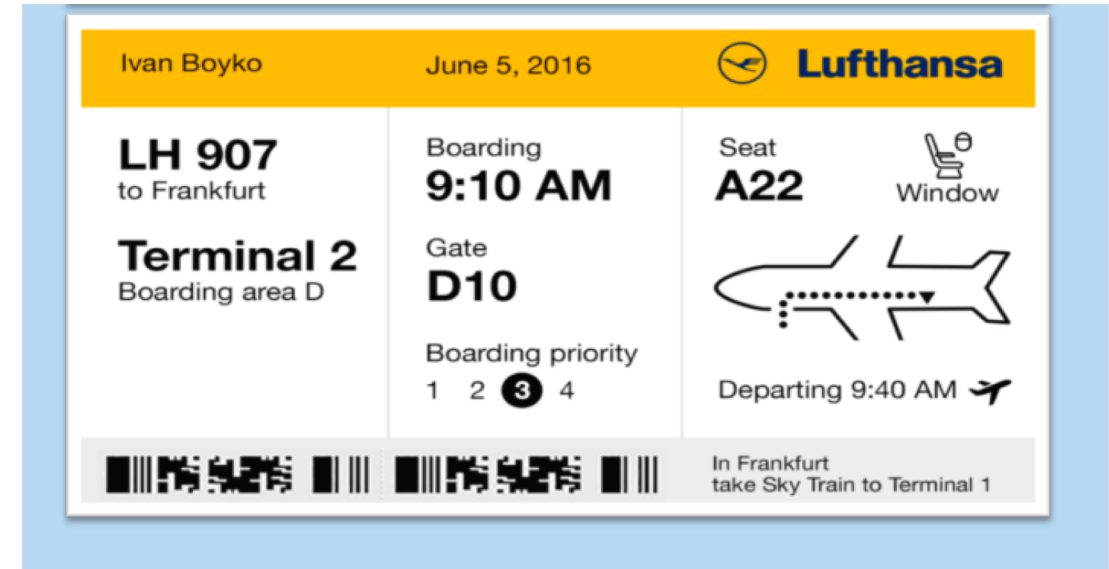 Ivan Boyko
June 5, 2016
Lufthansa
LH 907
to Frankfurt
Terminal 2
Boarding area D
Boarding
9:10 AM
Gate
D10
Boarding priority
1 2 3 4
Seat
A22
Window
Departing 9:40 AM
In Frankfurt
take Sky Train to Terminal 1